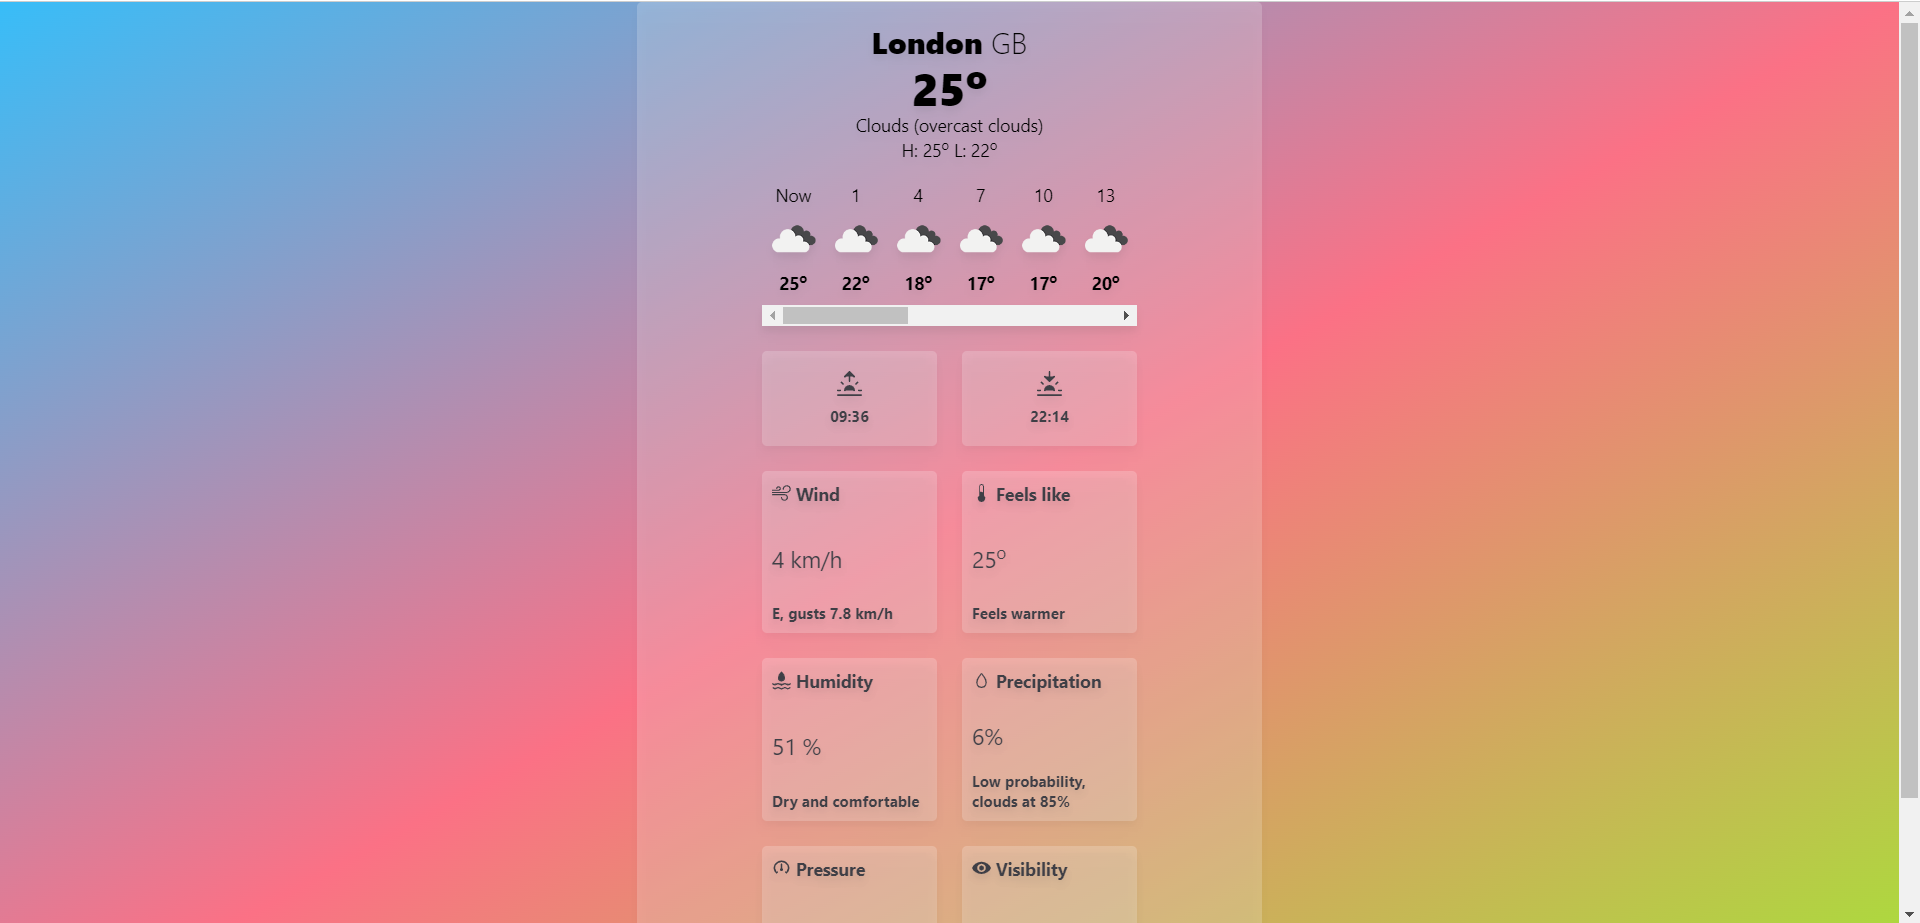 London GB
25°
Clouds (overcast clouds)
H: 25° L: 22°
Now 1 4 7 10 13
25° 22° 18° 17° 17° 20°
09:36 22:14
Wind
4 km/h
E, gusts 7.8 km/h
Feels like
25°
Feels warmer
Humidity
51 %
Dry and comfortable
Precipitation
6%
Low probability,
clouds at 85%
Pressure
Visibility